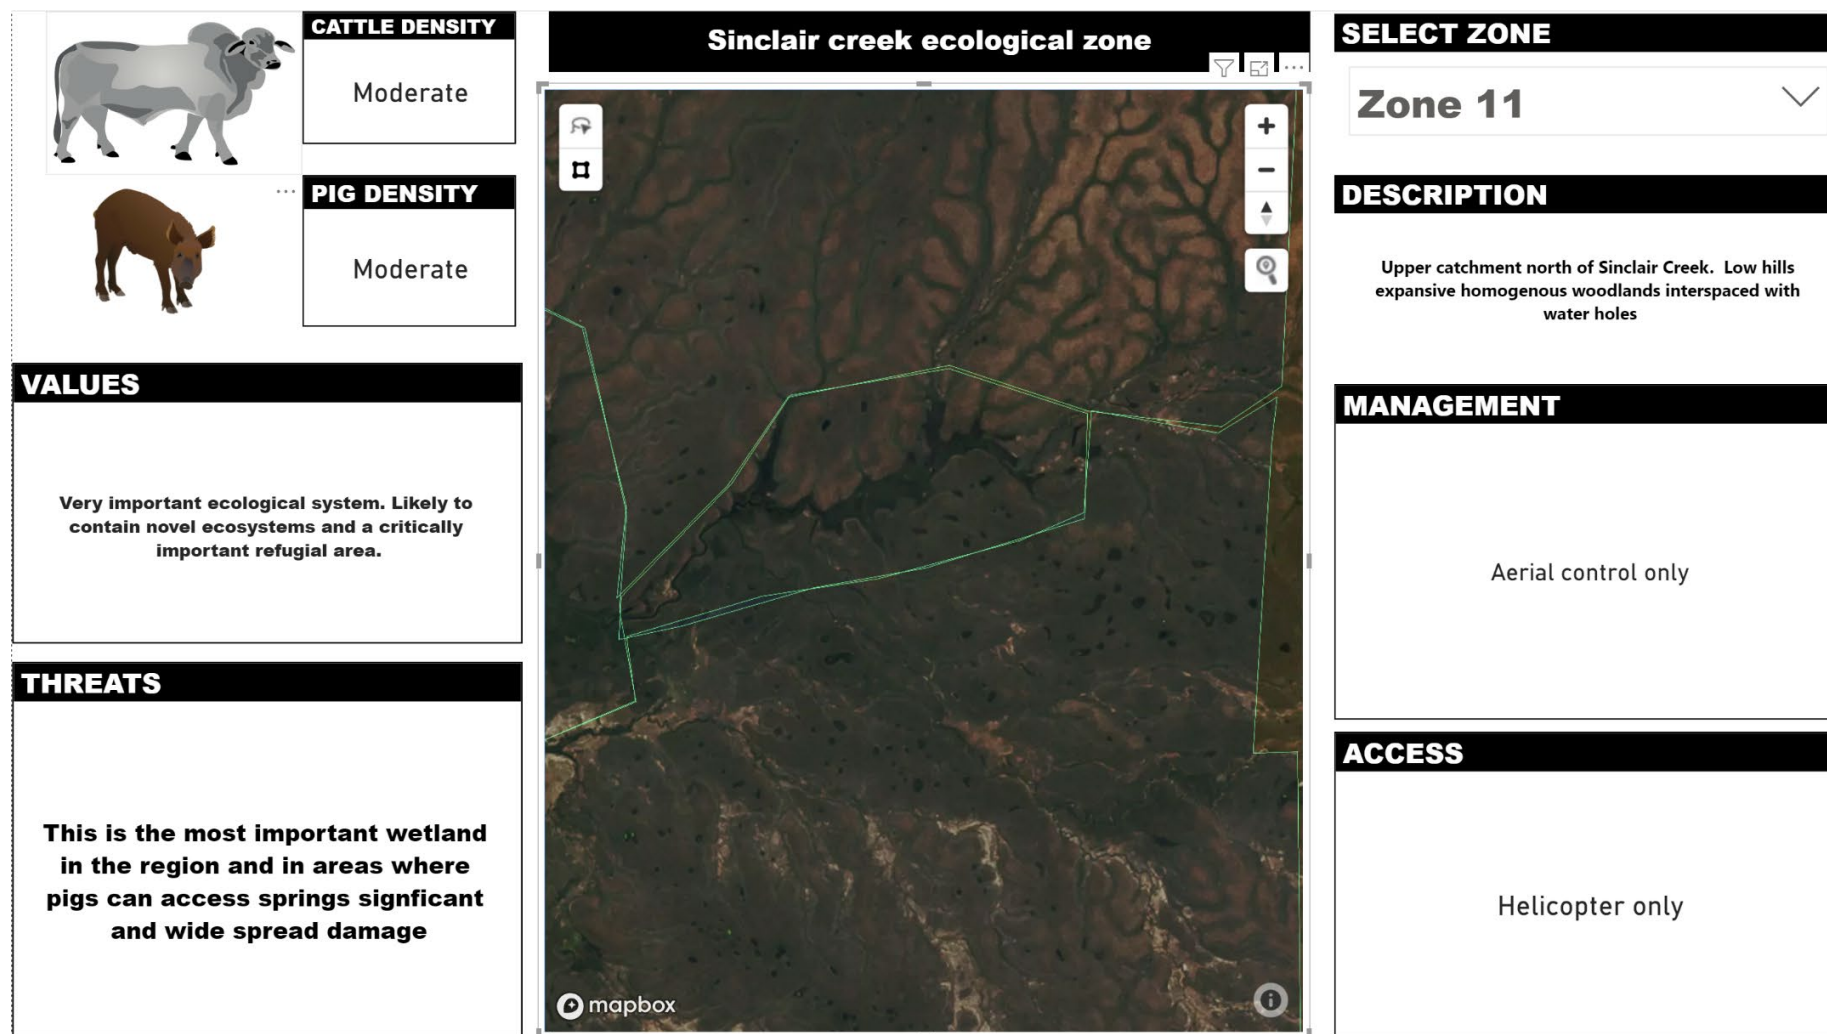 CATTLE DENSITY
Moderate
PIG DENSITY
Moderate
VALUES
Very important ecological system. Likely to
contain novel ecosystems and a critically
important refugial area.
THREATS
This is the most important wetland
in the region and in areas where
pigs can access springs signficant
and wide spread damage
Sinclair creek ecological zone
mapbox
SELECT ZONE
Zone 11
DESCRIPTION
Upper catchment north of Sinclair Creek. Low hills
expansive homogenous woodlands interspaced with
water holes
MANAGEMENT
Aerial control only
ACCESS
Helicopter only